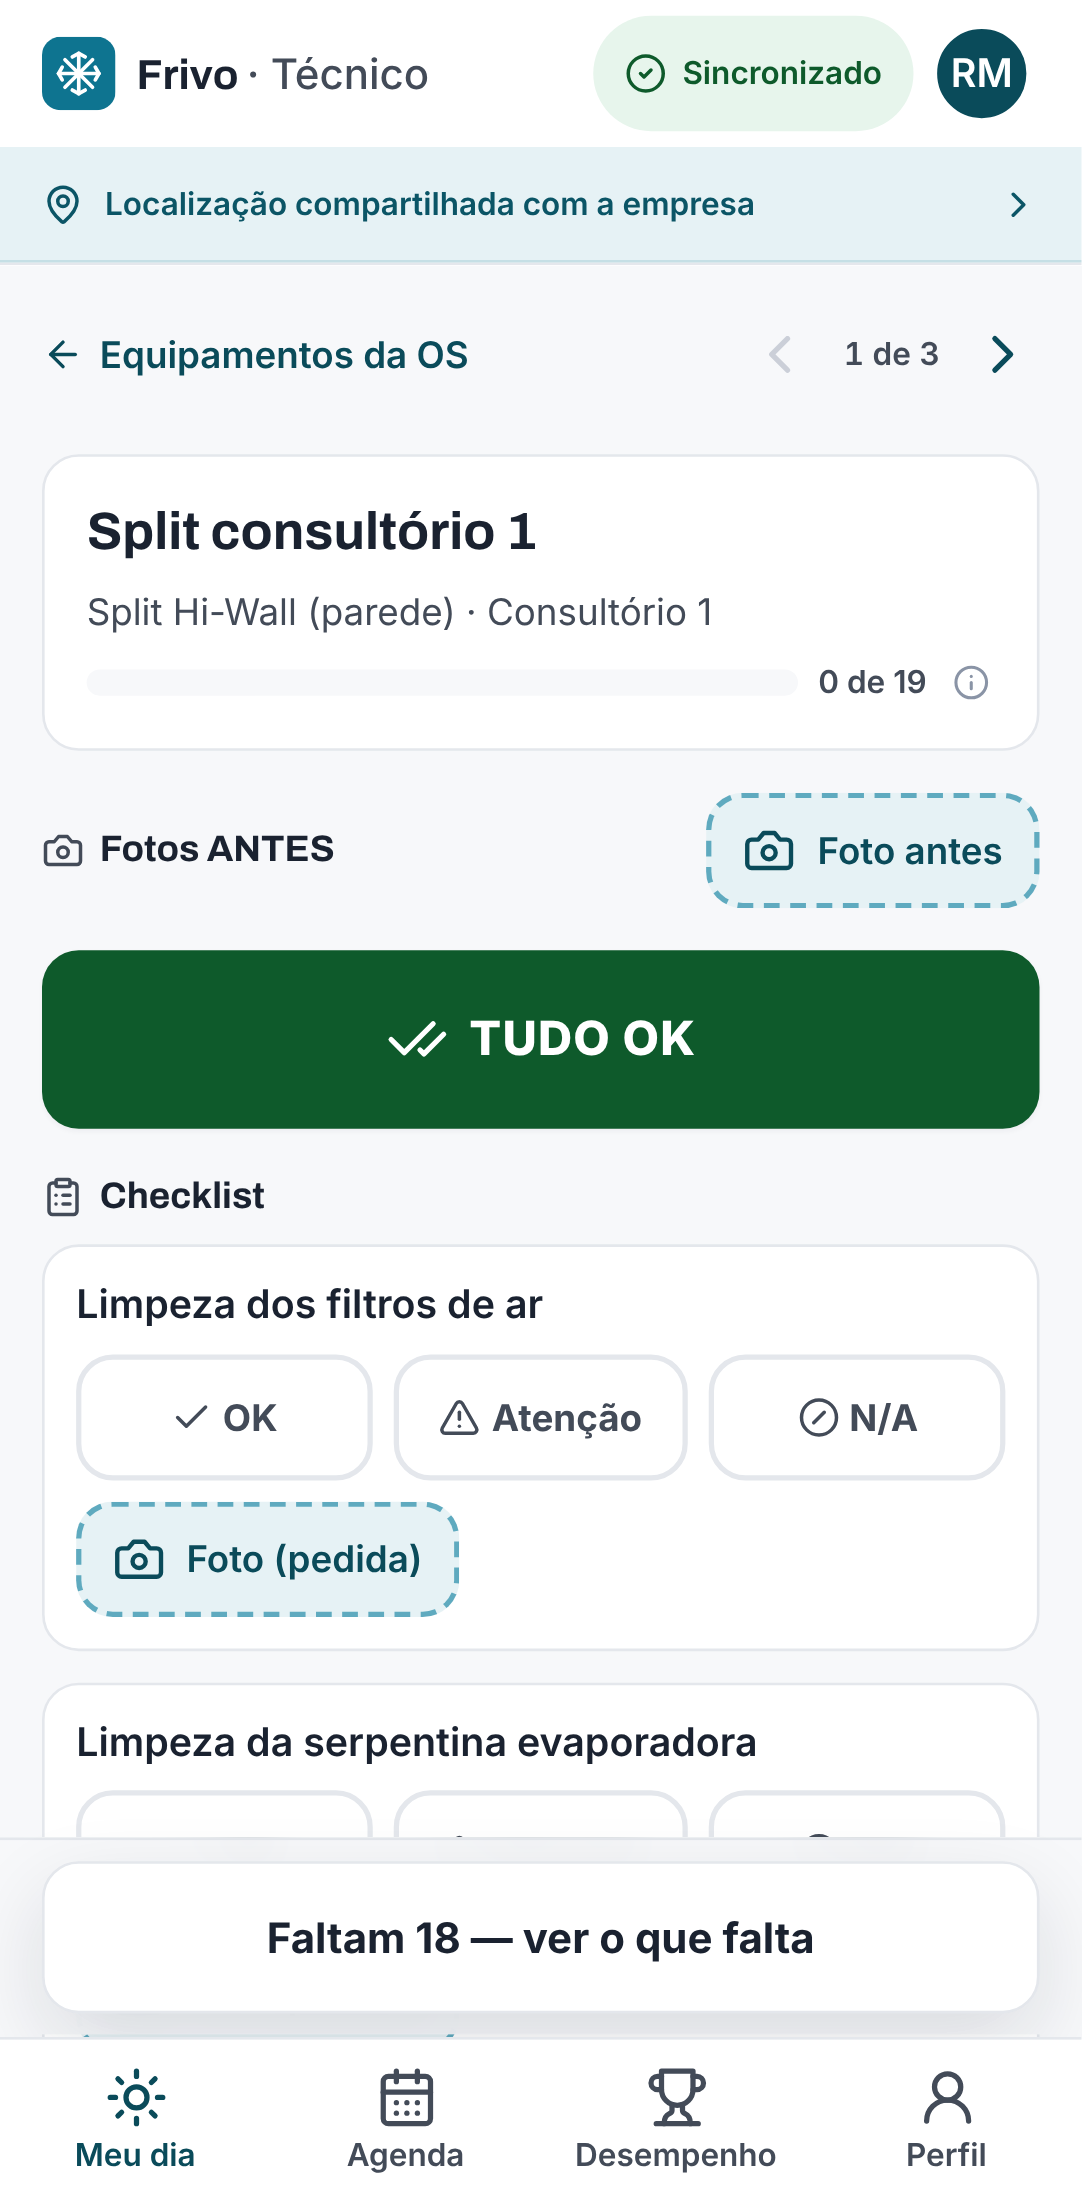 Frivo · Técnico
Sincronizado
RM
Localização compartilhada com a empresa
Equipamentos da OS
1 de 3
Split consultório 1
Split Hi-Wall (parede) · Consultório 1
0 de 19
Fotos ANTES
Foto antes
TUDO OK
Checklist
Limpeza dos filtros de ar
OK
Atenção
N/A
Foto (pedida)
Limpeza da serpentina evaporadora
Faltam 18 — ver o que falta
Meu dia
Agenda
Desempenho
Perfil